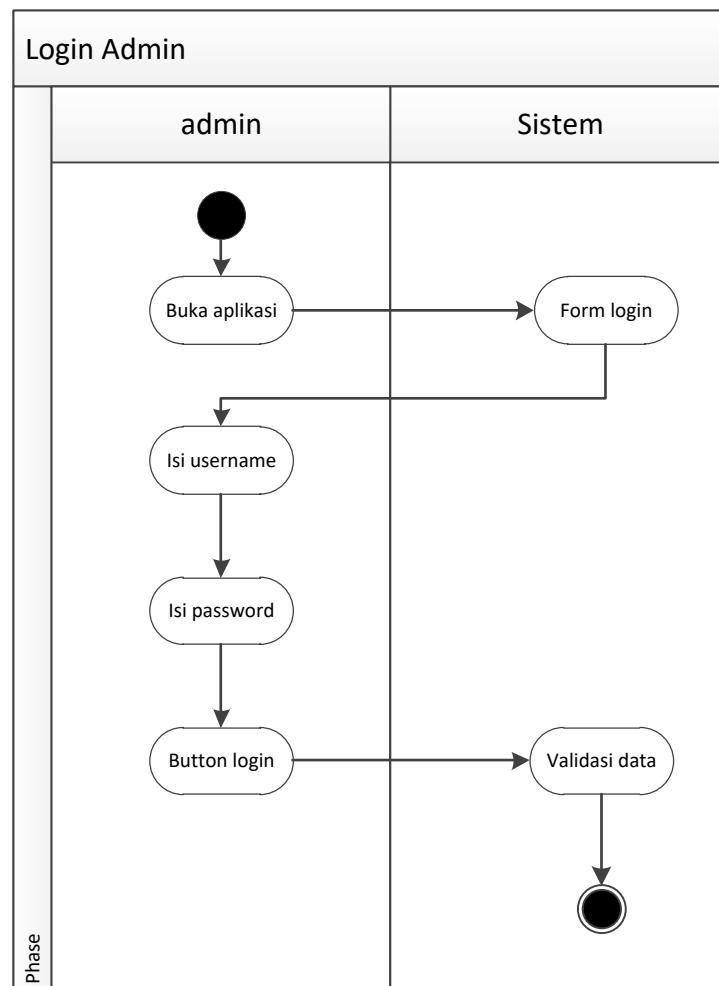 Login Admin
admin
Sistem
Buka aplikasi
Form login
Isi username
Isi password
Button login
Validasi data
Phase